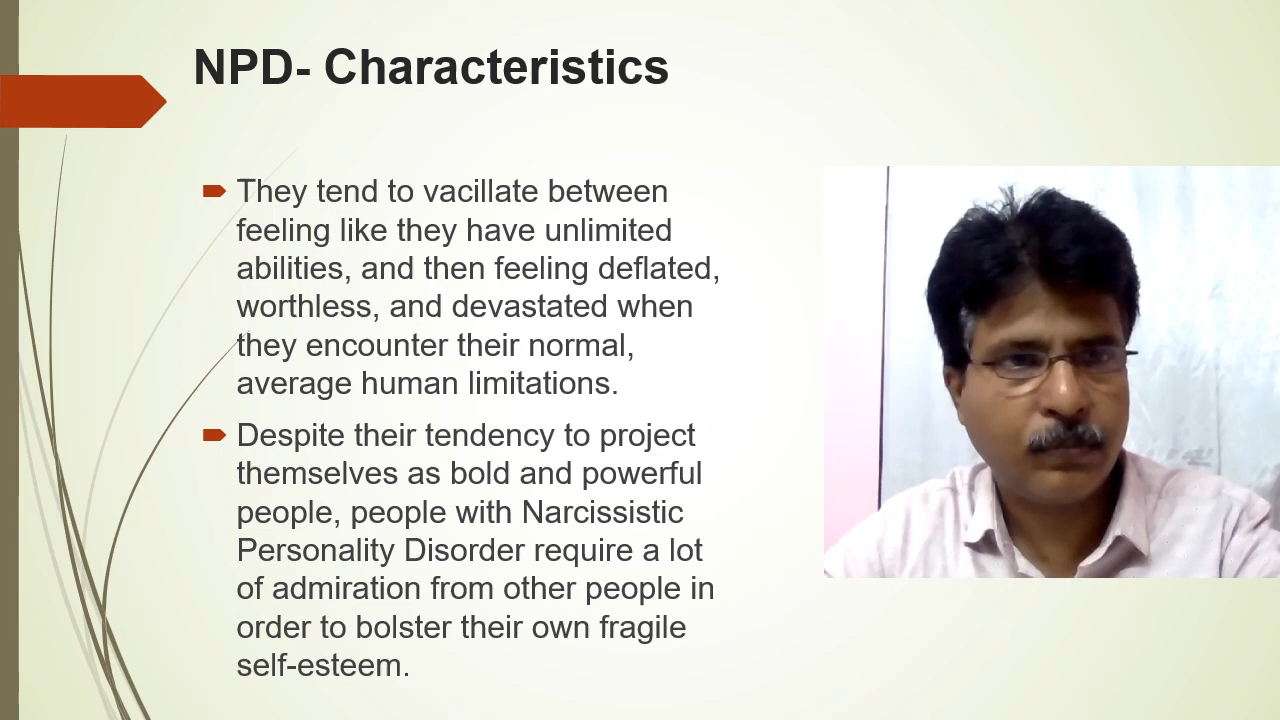 NPD- Characteristics
They tend to vacillate between
feeling like they have unlimited
abilities, and then feeling deflated,
worthless, and devastated when
they encounter their normal,
average human limitations.
Despite their tendency to project
themselves as bold and powerful
people, people with Narcissistic
Personality Disorder require a lot
of admiration from other people in
order to bolster their own fragile
self-esteem.